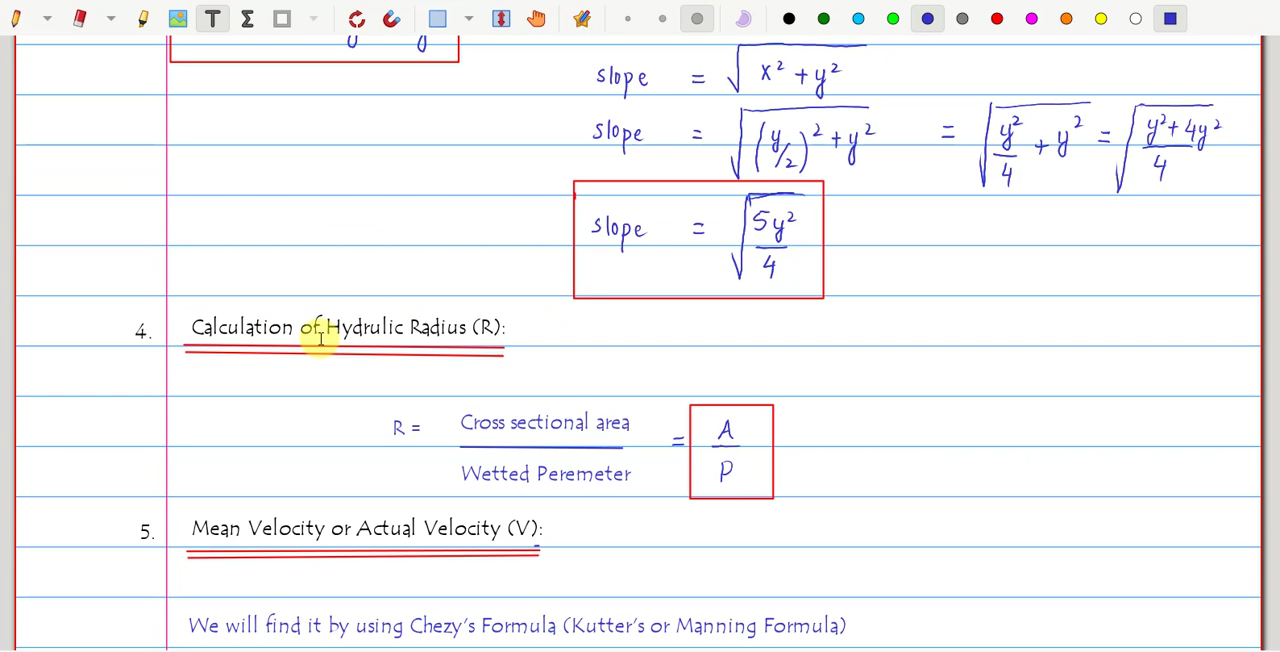 y y
slope = √x² + y²
slope = √(y/2)² + y² = √y²/4 + y² = √y² + 4y²/4
slope = √5y²/4
4. Calculation of Hydrulic Radius (R):
R = Cross sectional area / Wetted Peremeter = A / P
5. Mean Velocity or Actual Velocity (V):
We will find it by using Chezy's Formula (Kutter's or Manning Formula)